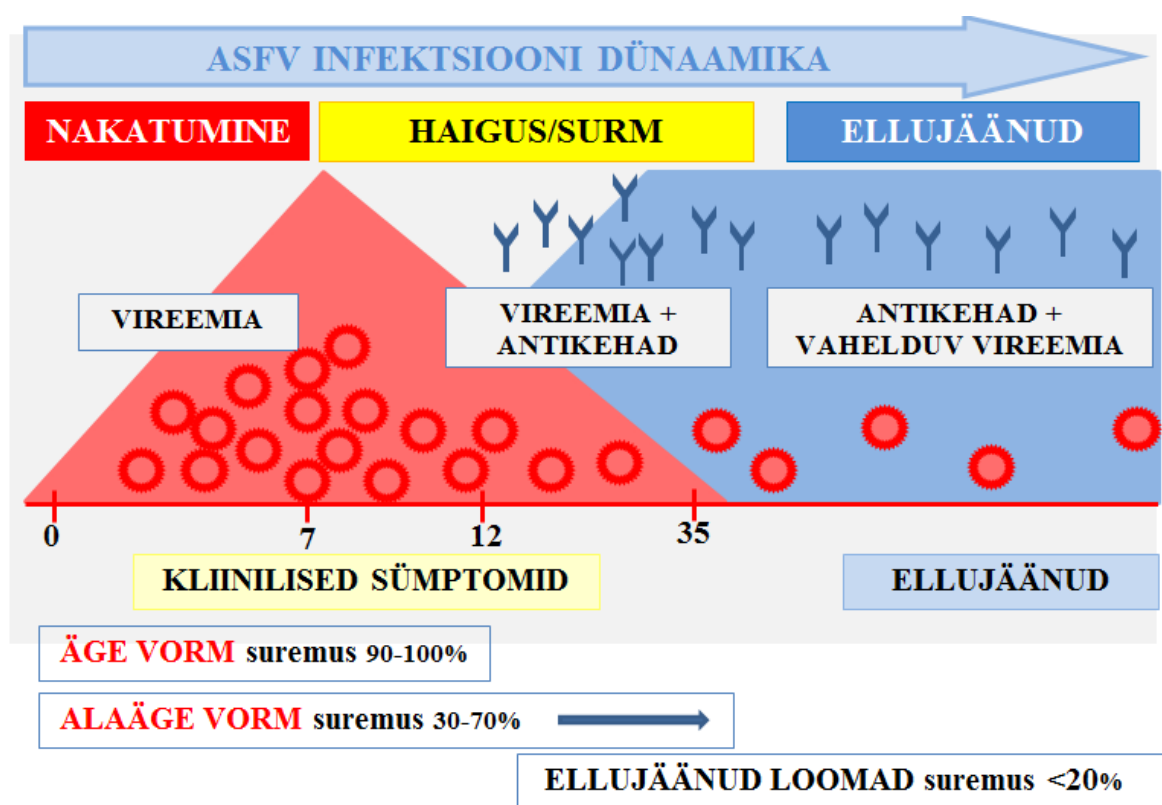 ASFV INFEKTSIOONI DÜNAAMIKA
NAKATUMINE
HAIGUS/SURM
ELLUJÄÄNUD
VIREEMIA
VIREEMIA +
ANTIKEHAD
ANTIKEHAD +
VAHELDUV VIREEMIA
0
7
12
35
KLIINILISED SÜMPTOMID
ELLUJÄÄNUD
ÄGE VORM suremus 90-100%
ALAÄGE VORM suremus 30-70%
ELLUJÄÄNUD LOOMAD suremus <20%